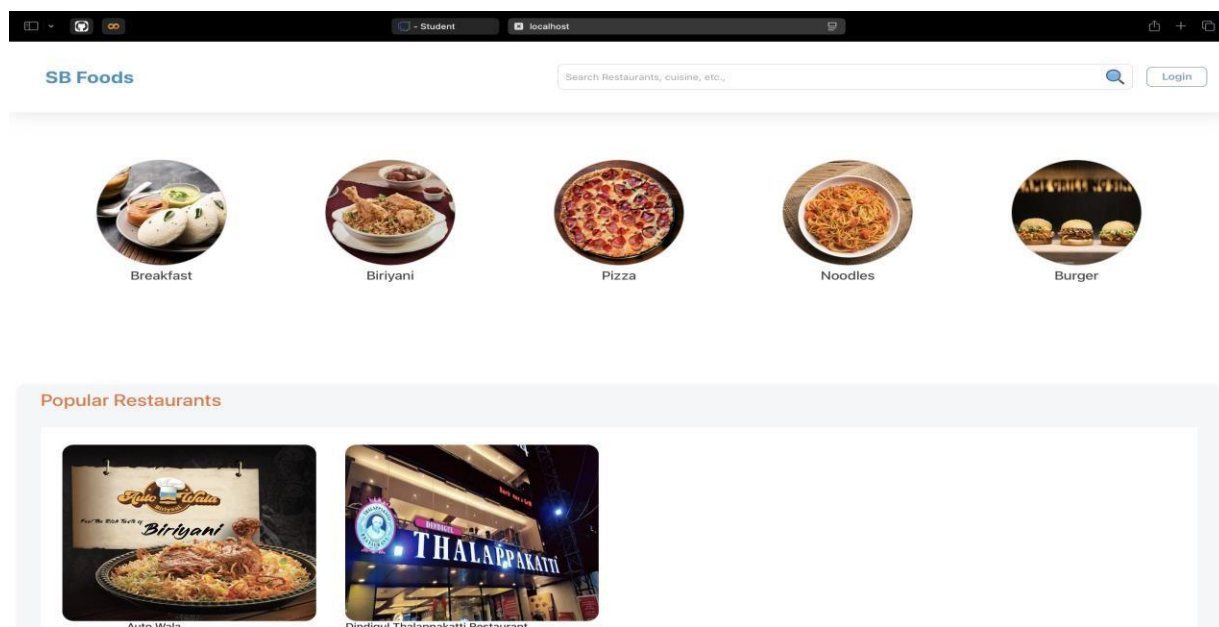 - Student
localhost
SB Foods
Search Restaurants, cuisine, etc.,
Login
Breakfast
Biriyani
Pizza
Noodles
Burger
Popular Restaurants
Auto Wala
Biriyani
DINDIGUL
THALAPPAKATTI
Auto Wala
Dindigul Thalappakatti Restaurant